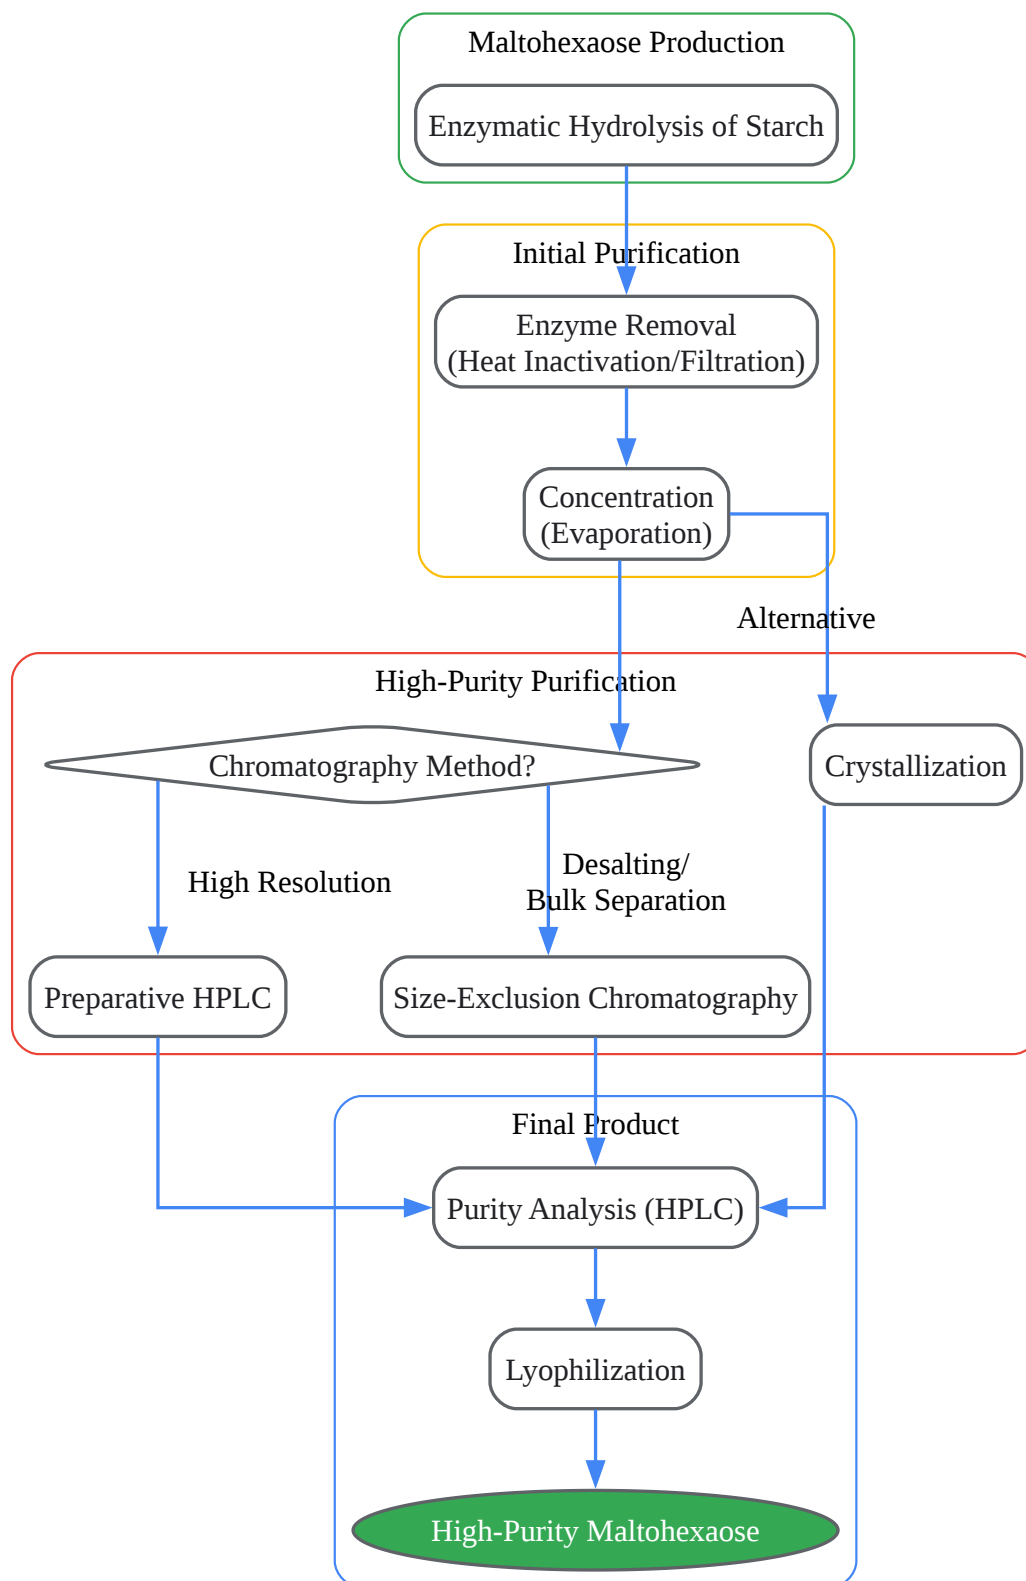 Maltohexaose Production
Enzymatic Hydrolysis of Starch
Initial Purification
Enzyme Removal
(Heat Inactivation/Filtration)
Concentration
(Evaporation)
Alternative
High-Purity Purification
Chromatography Method?
Crystallization
High Resolution
Desalting/
Bulk Separation
Preparative HPLC
Size-Exclusion Chromatography
Final Product
Purity Analysis (HPLC)
Lyophilization
High-Purity Maltohexaose